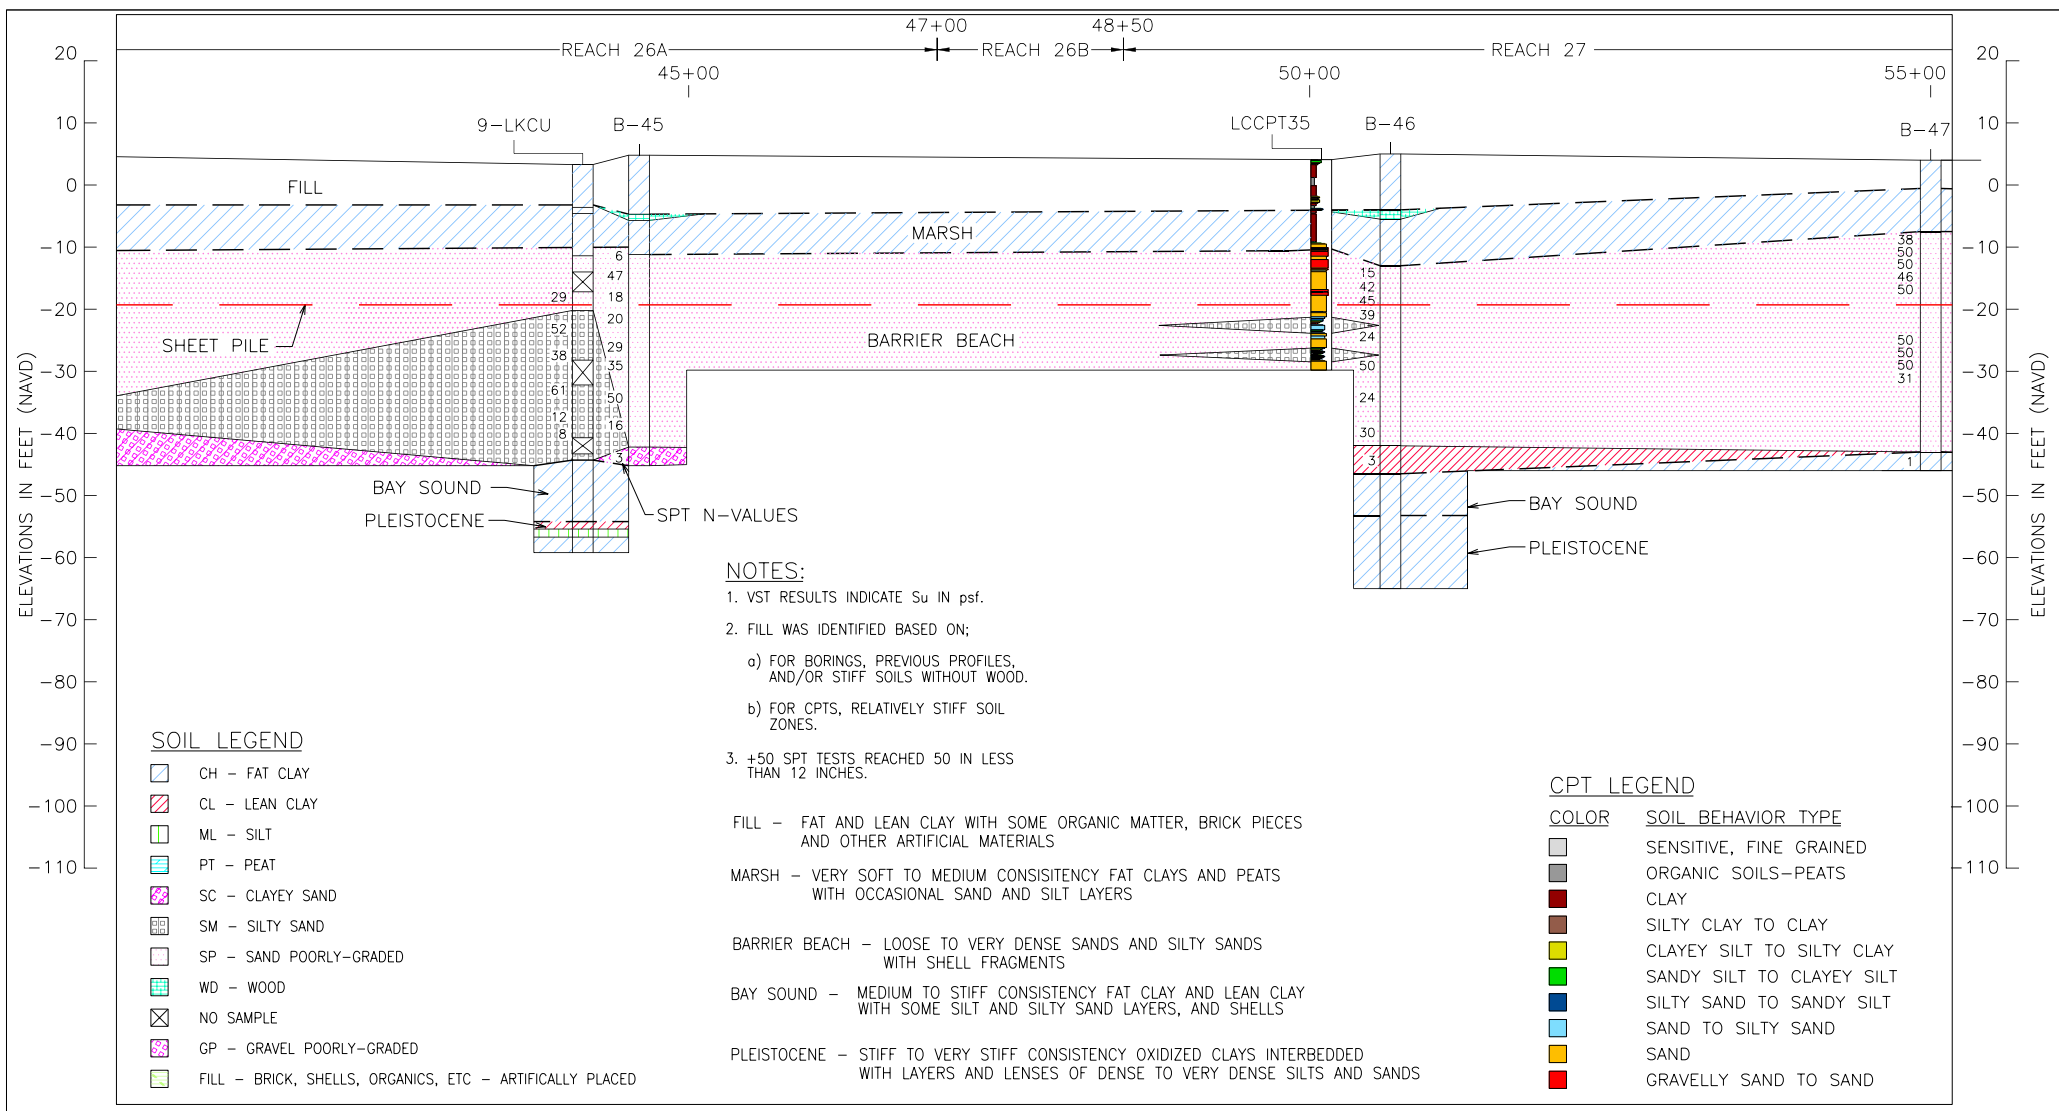 47+00
48+50
REACH 26A
REACH 26B
REACH 27
45+00
50+00
55+00
9-LKCU
B-45
LCCPT35
B-46
B-47
ELEVATIONS IN FEET (NAVD)
20
10
0
-10
-20
-30
-40
-50
-60
-70
-80
-90
-100
-110
FILL
MARSH
SHEET PILE
BARRIER BEACH
BAY SOUND
PLEISTOCENE
SPT N-VALUES
29
52
38
61
12
8
6
47
18
20
29
35
50
16
3
15
42
45
39
24
50
24
30
3
38
50
50
46
50
50
50
50
31
1
BAY SOUND
PLEISTOCENE
20
10
0
-10
-20
-30
-40
-50
-60
-70
-80
-90
-100
-110
ELEVATIONS IN FEET (NAVD)
NOTES:
1. VST RESULTS INDICATE Su IN psf.
2. FILL WAS IDENTIFIED BASED ON;
a) FOR BORINGS, PREVIOUS PROFILES,
AND/OR STIFF SOILS WITHOUT WOOD.
b) FOR CPTS, RELATIVELY STIFF SOIL
ZONES.
3. +50 SPT TESTS REACHED 50 IN LESS
THAN 12 INCHES.
FILL - FAT AND LEAN CLAY WITH SOME ORGANIC MATTER, BRICK PIECES
AND OTHER ARTIFICIAL MATERIALS
MARSH - VERY SOFT TO MEDIUM CONSISITENCY FAT CLAYS AND PEATS
WITH OCCASIONAL SAND AND SILT LAYERS
BARRIER BEACH - LOOSE TO VERY DENSE SANDS AND SILTY SANDS
WITH SHELL FRAGMENTS
BAY SOUND - MEDIUM TO STIFF CONSISTENCY FAT CLAY AND LEAN CLAY
WITH SOME SILT AND SILTY SAND LAYERS, AND SHELLS
PLEISTOCENE - STIFF TO VERY STIFF CONSISTENCY OXIDIZED CLAYS INTERBEDDED
WITH LAYERS AND LENSES OF DENSE TO VERY DENSE SILTS AND SANDS
SOIL LEGEND
CH - FAT CLAY
CL - LEAN CLAY
ML - SILT
PT - PEAT
SC - CLAYEY SAND
SM - SILTY SAND
SP - SAND POORLY-GRADED
WD - WOOD
NO SAMPLE
GP - GRAVEL POORLY-GRADED
FILL - BRICK, SHELLS, ORGANICS, ETC - ARTIFICALLY PLACED
CPT LEGEND
COLOR SOIL BEHAVIOR TYPE
SENSITIVE, FINE GRAINED
ORGANIC SOILS-PEATS
CLAY
SILTY CLAY TO CLAY
CLAYEY SILT TO SILTY CLAY
SANDY SILT TO CLAYEY SILT
SILTY SAND TO SANDY SILT
SAND TO SILTY SAND
SAND
GRAVELLY SAND TO SAND